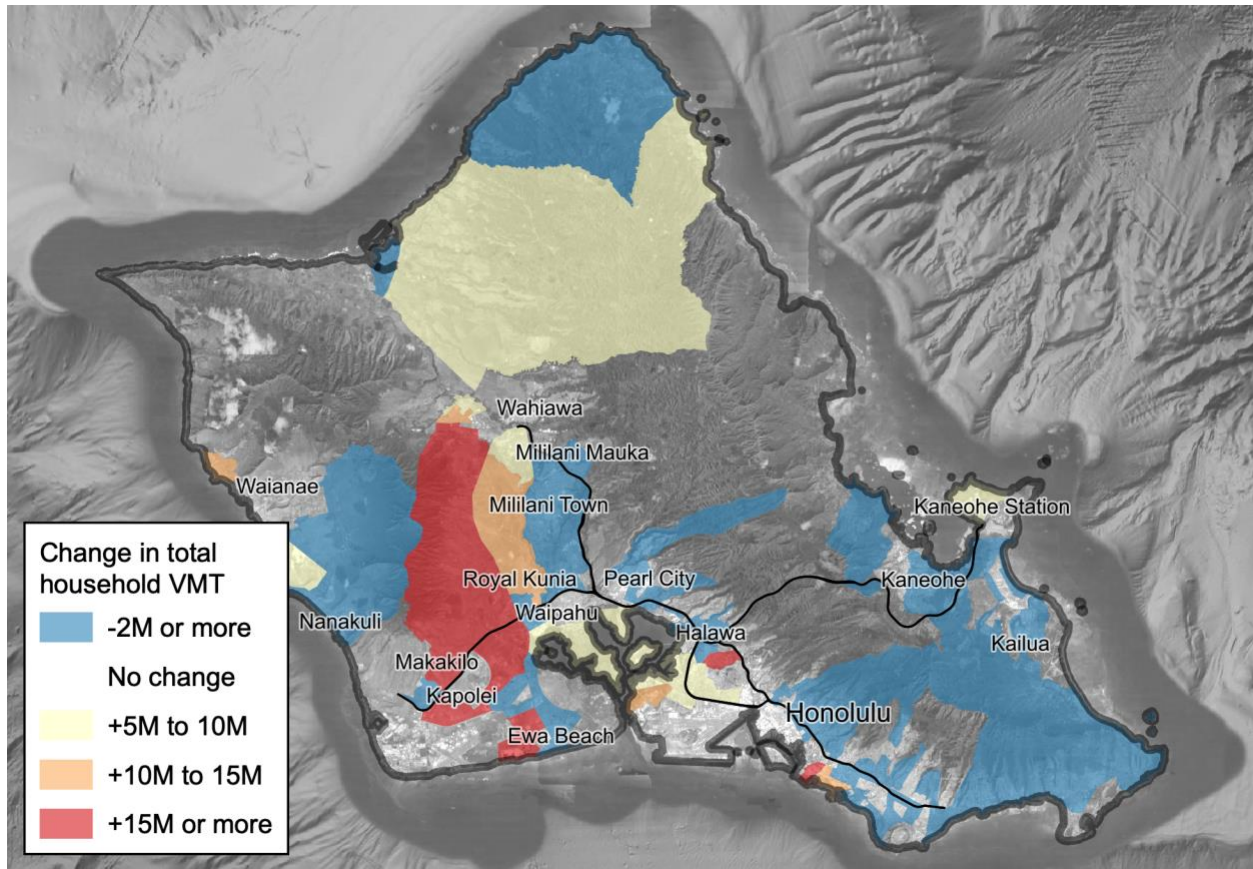 Wahiawa
Mililani Mauka
Waianae
Mililani Town
Kaneohe Station
Royal Kunia
Pearl City
Kaneohe
Waipahu
Nanakuli
Halawa
Kailua
Makakilo
Kapolei
Honolulu
Ewa Beach
Change in total
household VMT
-2M or more
No change
+5M to 10M
+10M to 15M
+15M or more